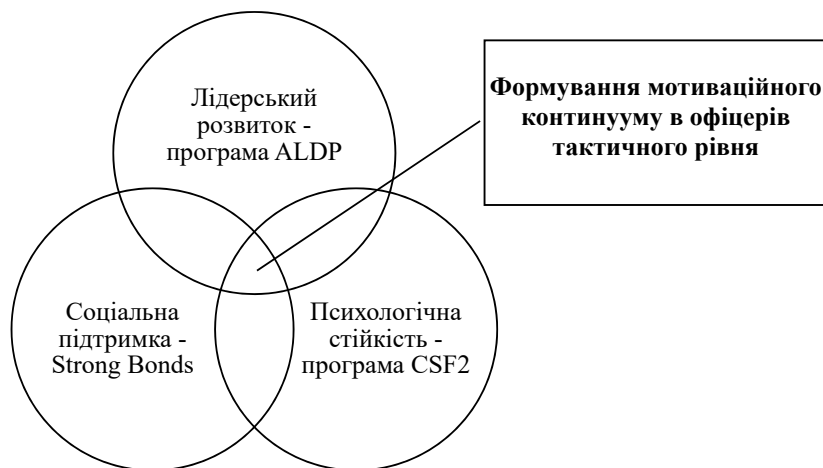 Лідерський
розвиток -
програма ALDP
Формування мотиваційного
континууму в офіцерів
тактичного рівня
Соціальна
підтримка -
Strong Bonds
Психологічна
стійкість -
програма CSF2